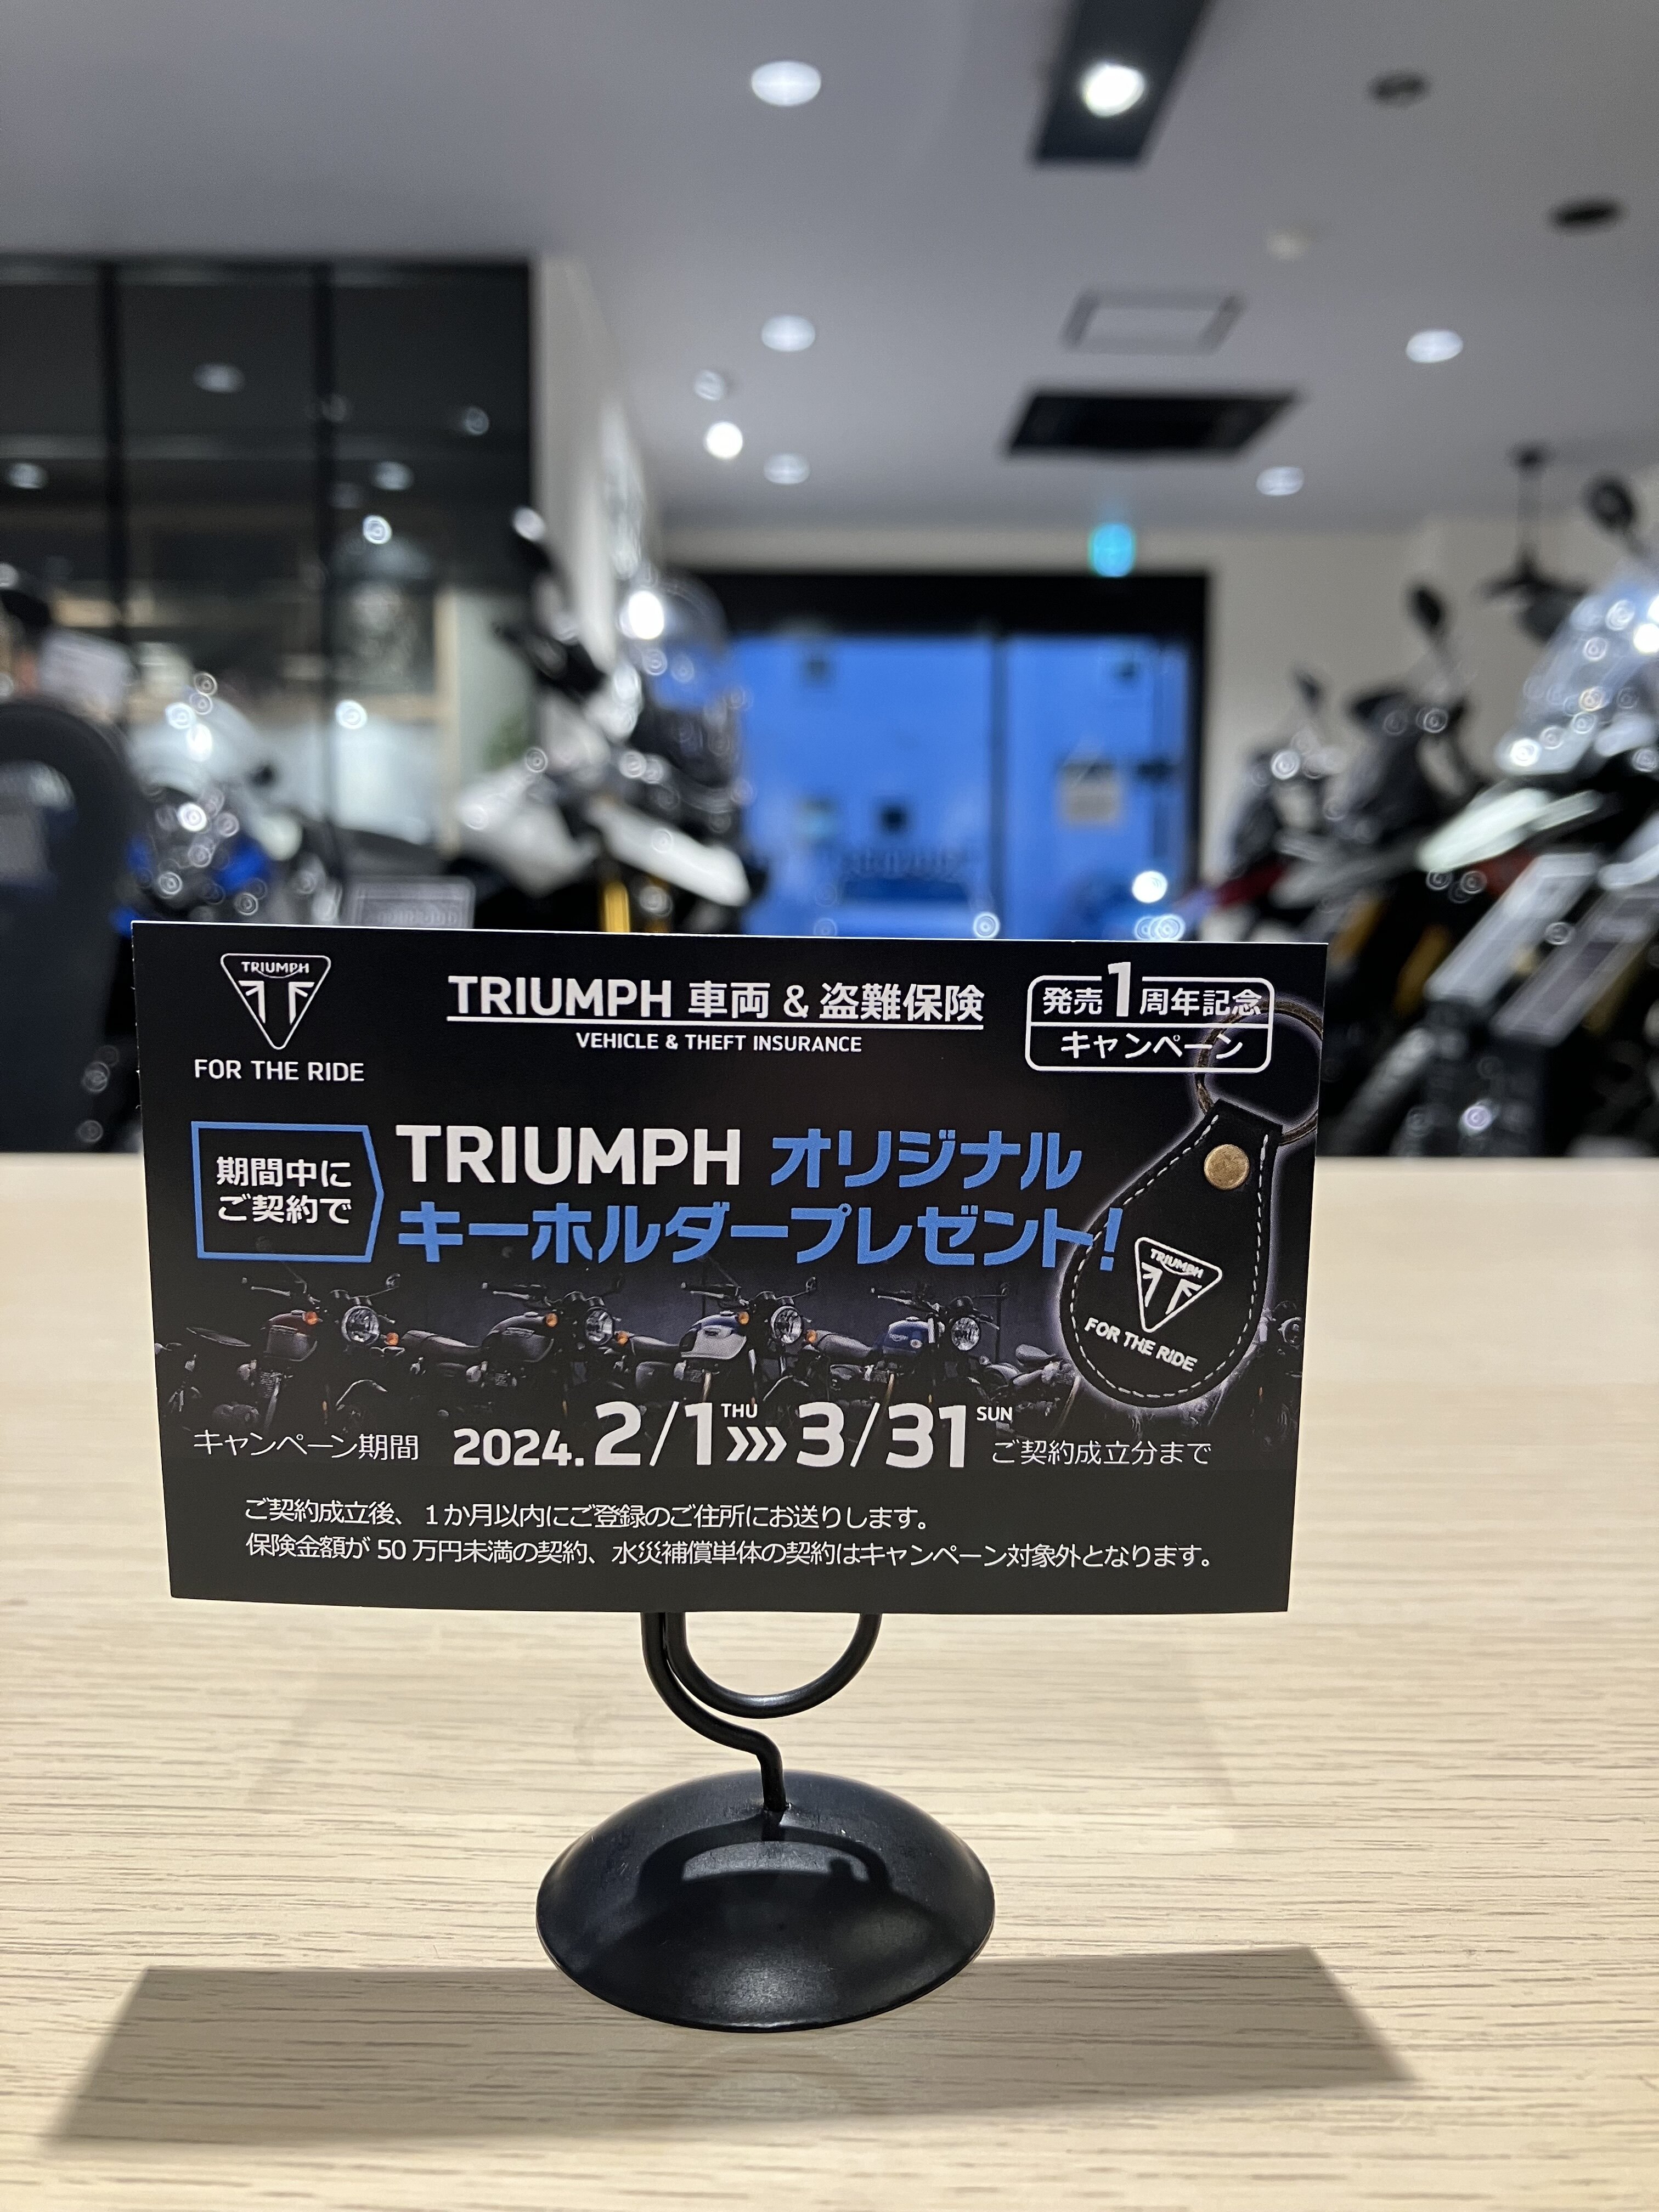 TRIUMPH
FOR THE RIDE
TRIUMPH 車両 & 盗難保険
VEHICLE & THEFT INSURANCE
発売1周年記念
キャンペーン
期間中に
ご契約で
TRIUMPH オリジナル
キーホルダープレゼント!
TRIUMPH
FOR THE RIDE
キャンペーン期間 2024.2/1 THU >>> 3/31 SUN ご契約成立分まで
ご契約成立後、1か月以内にご登録のご住所にお送りします。
保険金額が 50 万円未満の契約、水災補償単体の契約はキャンペーン対象外となります。